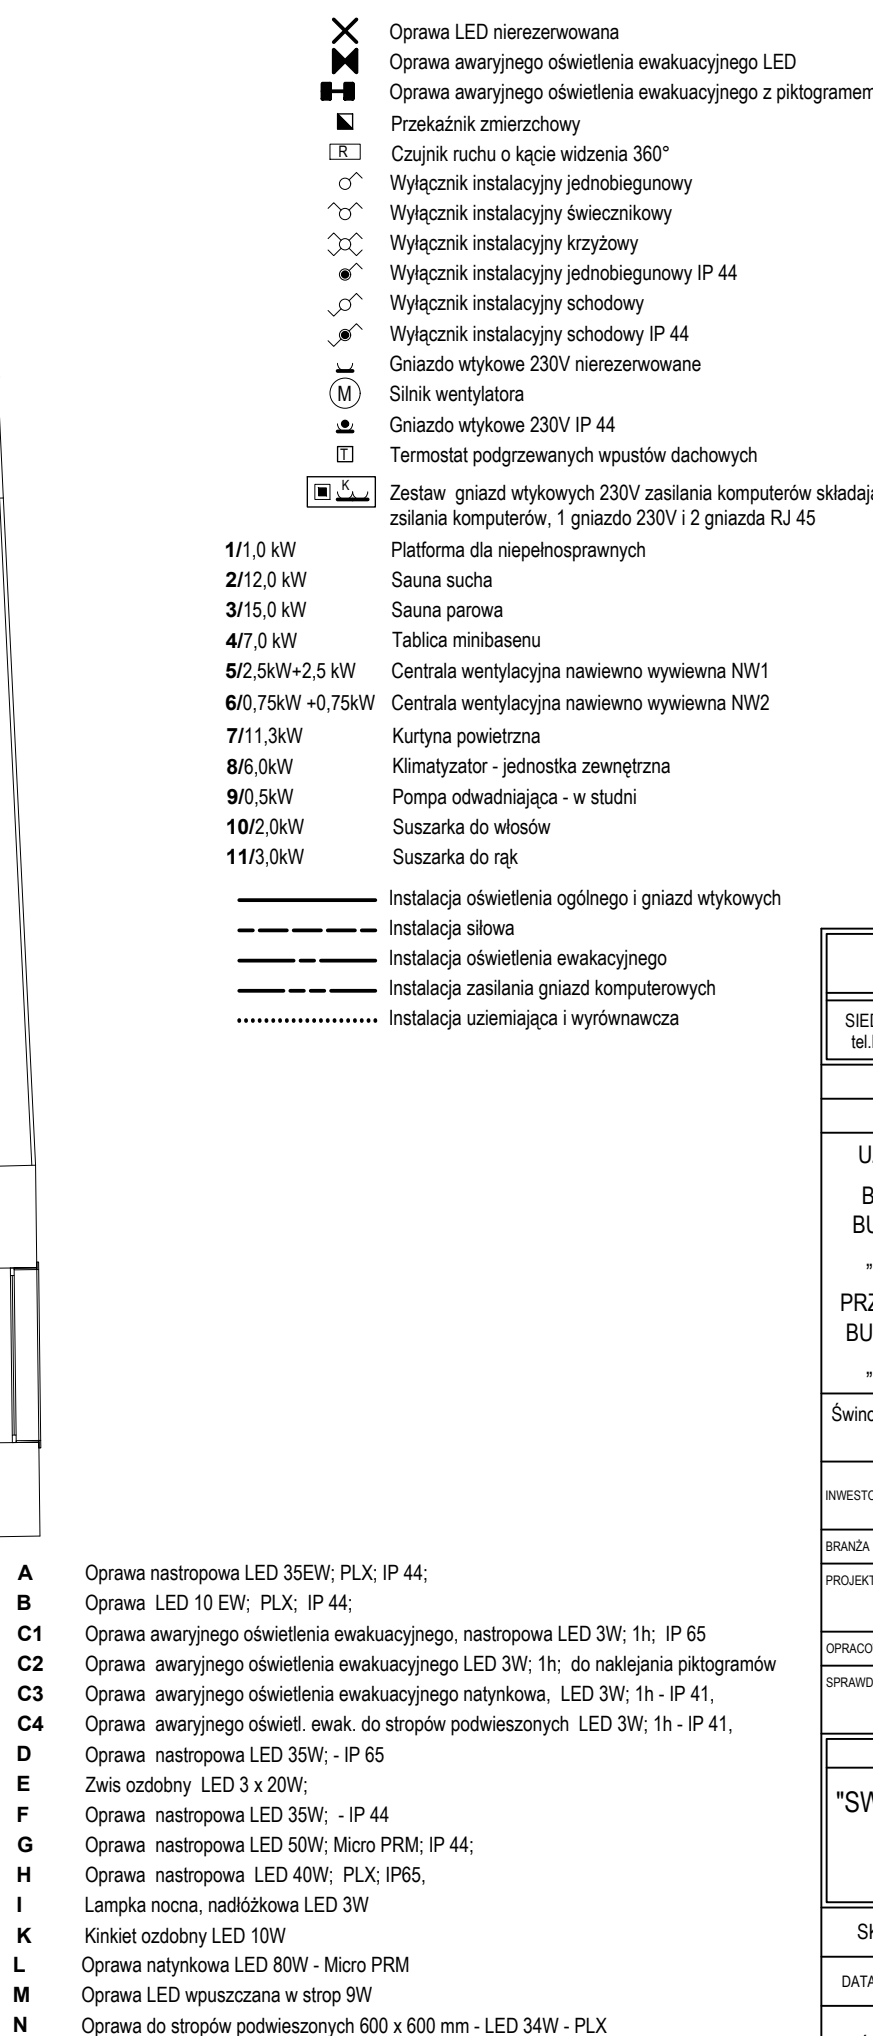 Oprawa LED nierezerwowana
Oprawa awaryjnego oświetlenia ewakuacyjnego LED
Oprawa awaryjnego oświetlenia ewakuacyjnego z piktogramem
Przekaźnik zmierzchowy
R Czujnik ruchu o kącie widzenia 360°
Wyłącznik instalacyjny jednobiegunowy
Wyłącznik instalacyjny świecznikowy
Wyłącznik instalacyjny krzyżowy
Wyłącznik instalacyjny jednobiegunowy IP 44
Wyłącznik instalacyjny schodowy
Wyłącznik instalacyjny schodowy IP 44
Gniazdo wtykowe 230V nierezerwowane
M Silnik wentylatora
Gniazdo wtykowe 230V IP 44
T Termostat podgrzewanych wpustów dachowych
K Zestaw gniazd wtykowych 230V zasilania komputerów składają
zsilania komputerów, 1 gniazdo 230V i 2 gniazda RJ 45
1/1,0 kW Platforma dla niepełnosprawnych
2/12,0 kW Sauna sucha
3/15,0 kW Sauna parowa
4/7,0 kW Tablica minibasenu
5/2,5kW+2,5 kW Centrala wentylacyjna nawiewno wywiewna NW1
6/0,75kW +0,75kW Centrala wentylacyjna nawiewno wywiewna NW2
7/11,3kW Kurtyna powietrzna
8/6,0kW Klimatyzator - jednostka zewnętrzna
9/0,5kW Pompa odwadniająca - w studni
10/2,0kW Suszarka do włosów
11/3,0kW Suszarka do rąk
Instalacja oświetlenia ogólnego i gniazd wtykowych
Instalacja siłowa
Instalacja oświetlenia ewakacyjnego
Instalacja zasilania gniazd komputerowych
Instalacja uziemiająca i wyrównawcza
SIED
tel.
U
B
BU
„
PRZ
BU
„
Świno
INWESTO
BRANŻA
PROJEKT
OPRACO
SPRAWD
"SW
SK
DATA
A Oprawa nastropowa LED 35EW; PLX; IP 44;
B Oprawa LED 10 EW; PLX; IP 44;
C1 Oprawa awaryjnego oświetlenia ewakuacyjnego, nastropowa LED 3W; 1h; IP 65
C2 Oprawa awaryjnego oświetlenia ewakuacyjnego LED 3W; 1h; do naklejania piktogramów
C3 Oprawa awaryjnego oświetlenia ewakuacyjnego natynkowa, LED 3W; 1h - IP 41,
C4 Oprawa awaryjnego oświetl. ewak. do stropów podwieszonych LED 3W; 1h - IP 41,
D Oprawa nastropowa LED 35W; - IP 65
E Zwis ozdobny LED 3 x 20W;
F Oprawa nastropowa LED 35W; - IP 44
G Oprawa nastropowa LED 50W; Micro PRM; IP 44;
H Oprawa nastropowa LED 40W; PLX; IP65,
I Lampka nocna, nadłóżkowa LED 3W
K Kinkiet ozdobny LED 10W
L Oprawa natynkowa LED 80W - Micro PRM
M Oprawa LED wpuszczana w strop 9W
N Oprawa do stropów podwieszonych 600 x 600 mm - LED 34W - PLX